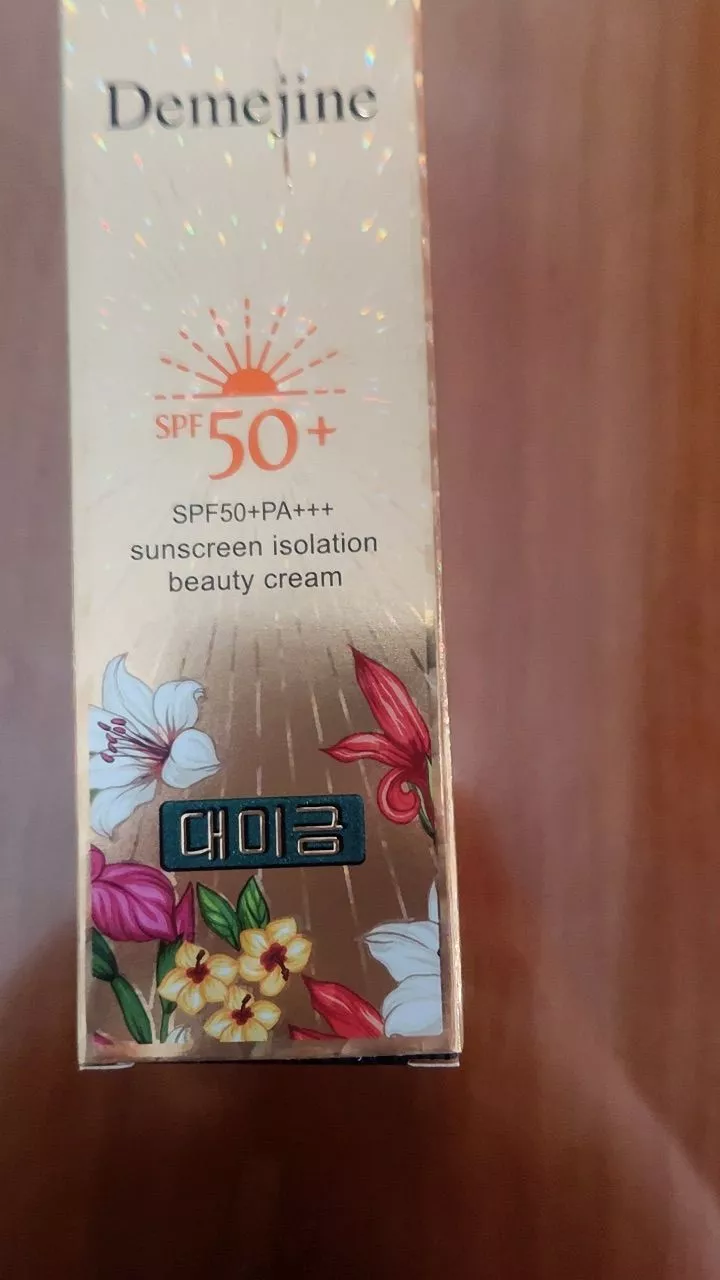 Demejine
SPF50+
SPF50+PA+++
sunscreen isolation
beauty cream
대미금